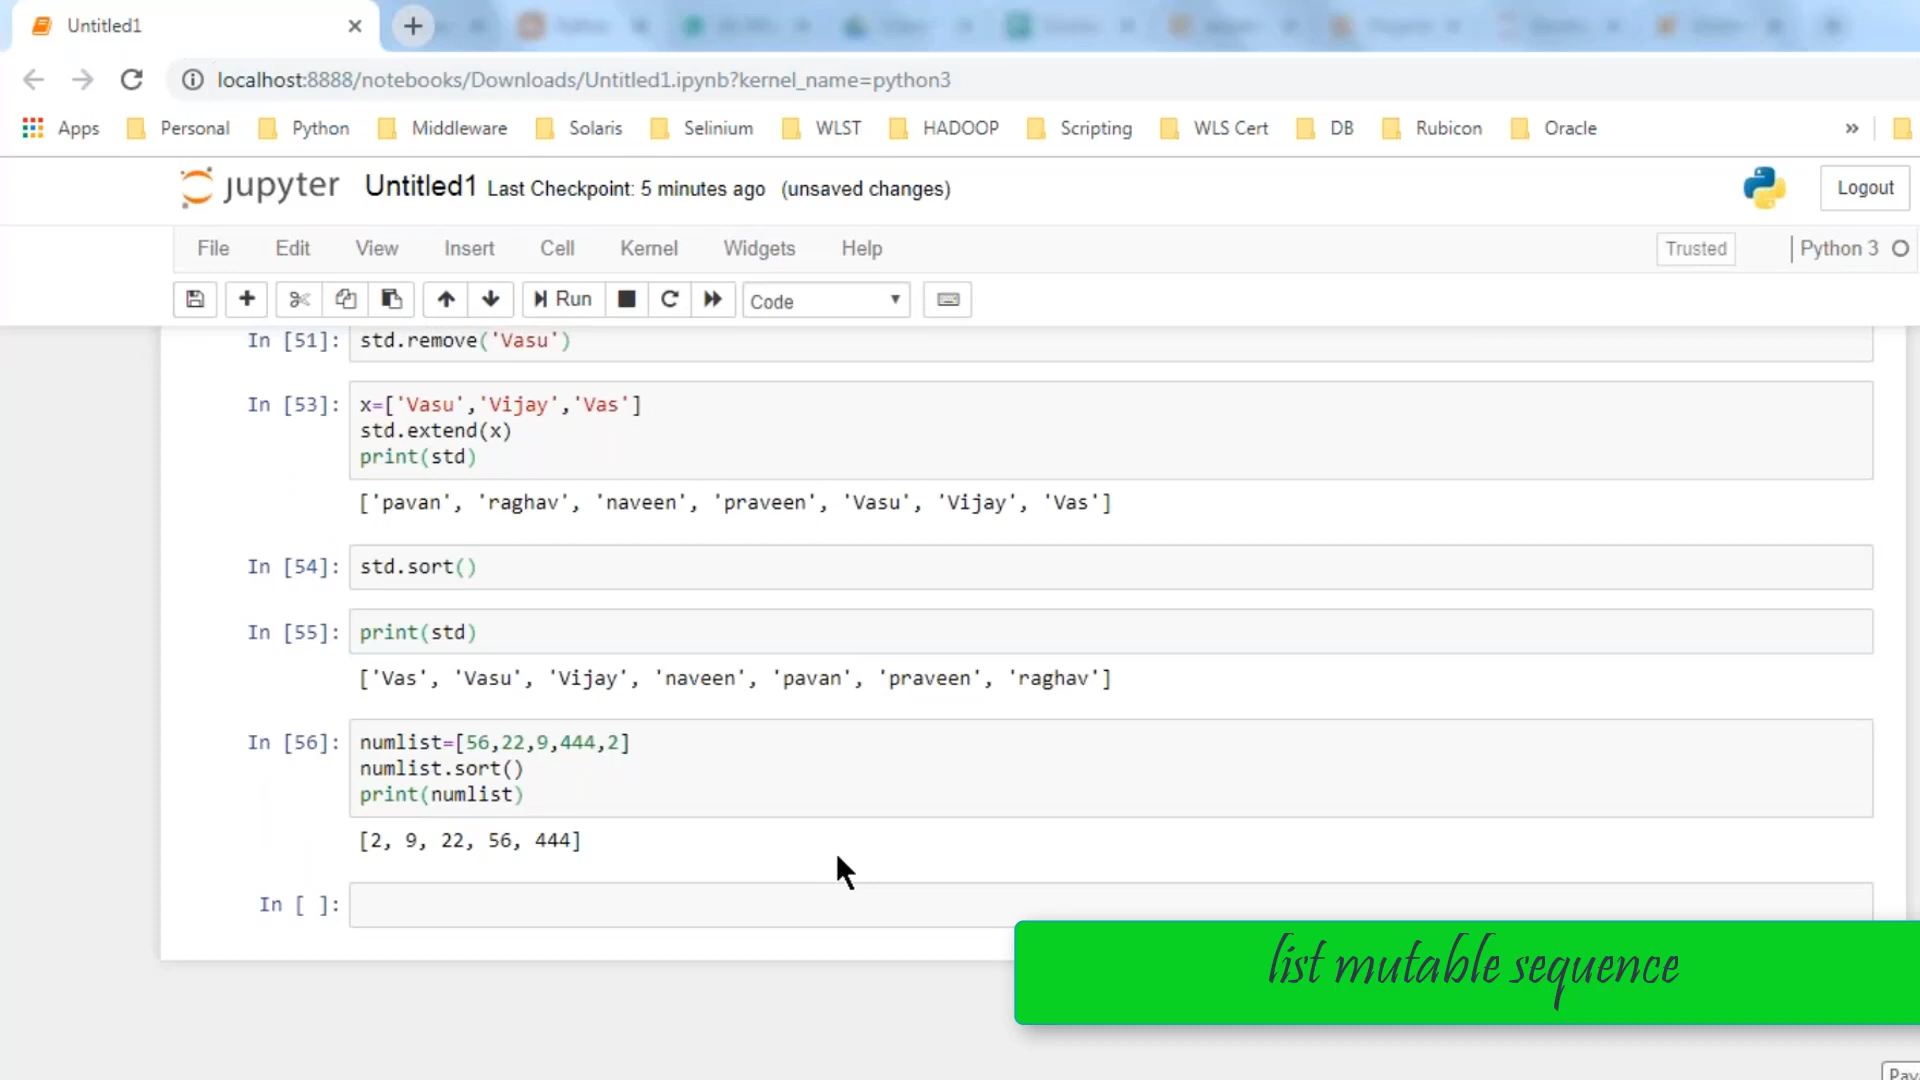 Untitled1
localhost:8888/notebooks/Downloads/Untitled1.ipynb?kernel_name=python3
Apps Personal Python Middleware Solaris Selinium WLST HADOOP Scripting WLS Cert DB Rubicon Oracle »
jupyter Untitled1 Last Checkpoint: 5 minutes ago (unsaved changes) Logout
File Edit View Insert Cell Kernel Widgets Help Trusted Python 3
Run Code
In [51]: std.remove('Vasu')
In [53]: x=['Vasu','Vijay','Vas']
std.extend(x)
print(std)
['pavan', 'raghav', 'naveen', 'praveen', 'Vasu', 'Vijay', 'Vas']
In [54]: std.sort()
In [55]: print(std)
['Vas', 'Vasu', 'Vijay', 'naveen', 'pavan', 'praveen', 'raghav']
In [56]: numlist=[56,22,9,444,2]
numlist.sort()
print(numlist)
[2, 9, 22, 56, 444]
In [ ]:
list mutable sequence